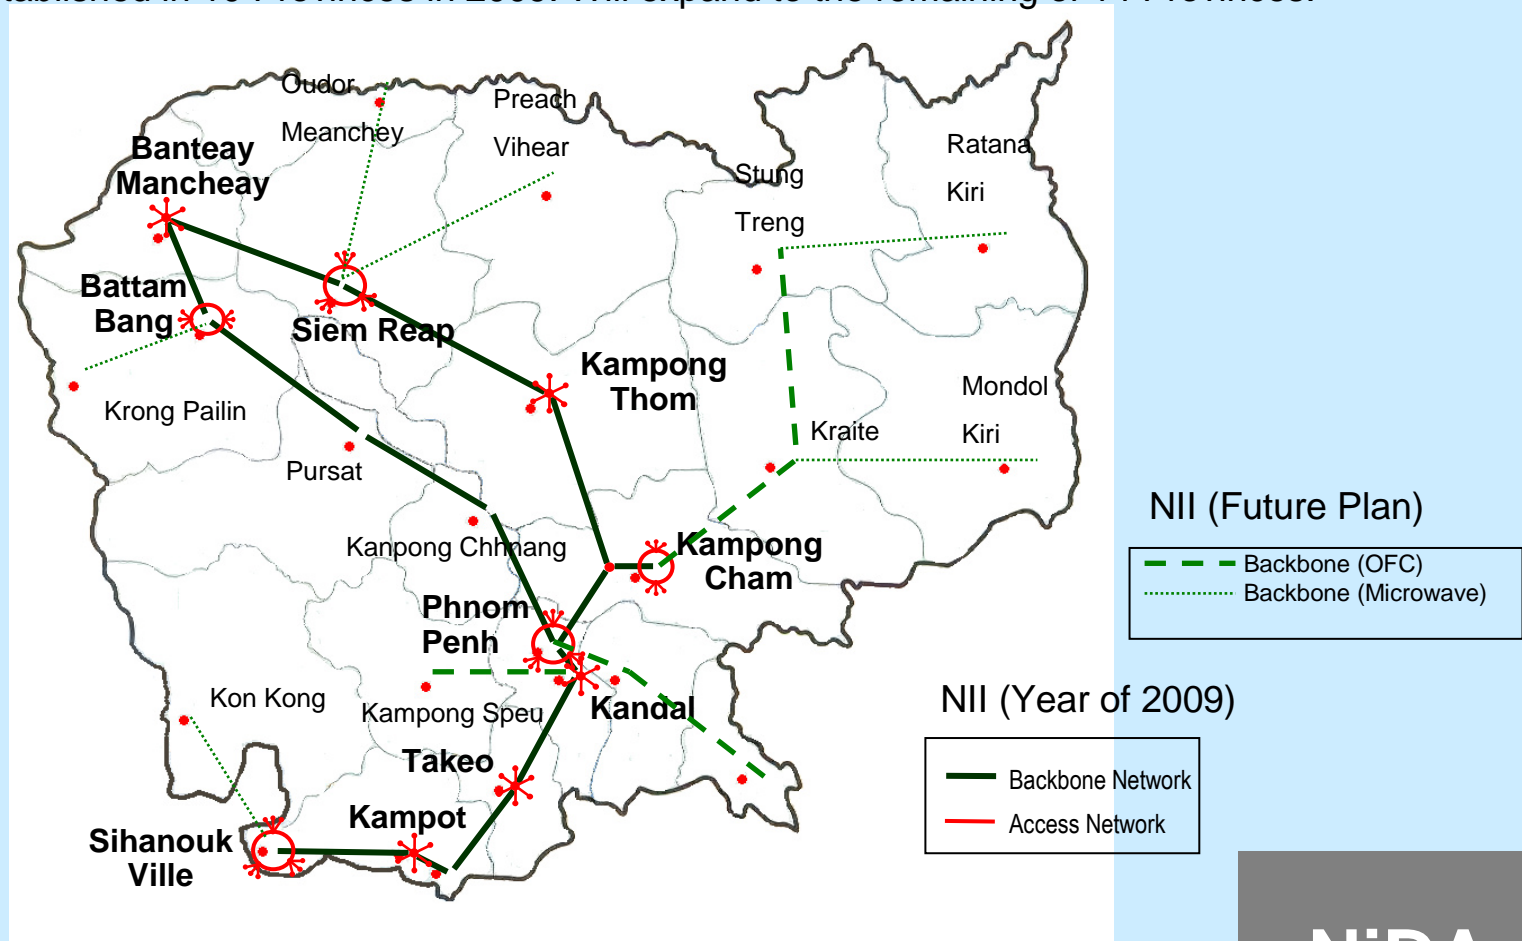 Oudor
Meanchey
Preach
Vihear
Banteay
Mancheay
Stung
Treng
Ratana
Kiri
Battam
Bang
Siem Reap
Kampong
Thom
Krong Pailin
Mondol
Kiri
Kraite
Pursat
NII (Future Plan)
Backbone (OFC)
Backbone (Microwave)
Kanpong Chhnang
Kampong
Cham
Phnom
Penh
Kon Kong
Kampong Speu
Kandal
NII (Year of 2009)
Takeo
Backbone Network
Access Network
Kampot
Sihanouk
Ville